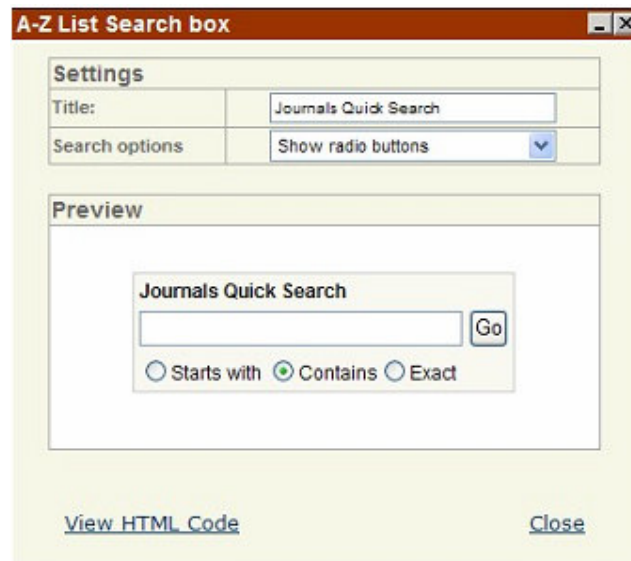 A-Z List Search box
Settings
Title: Journals Quick Search
Search options Show radio buttons
Preview
Journals Quick Search
Go
Starts with Contains Exact
View HTML Code Close